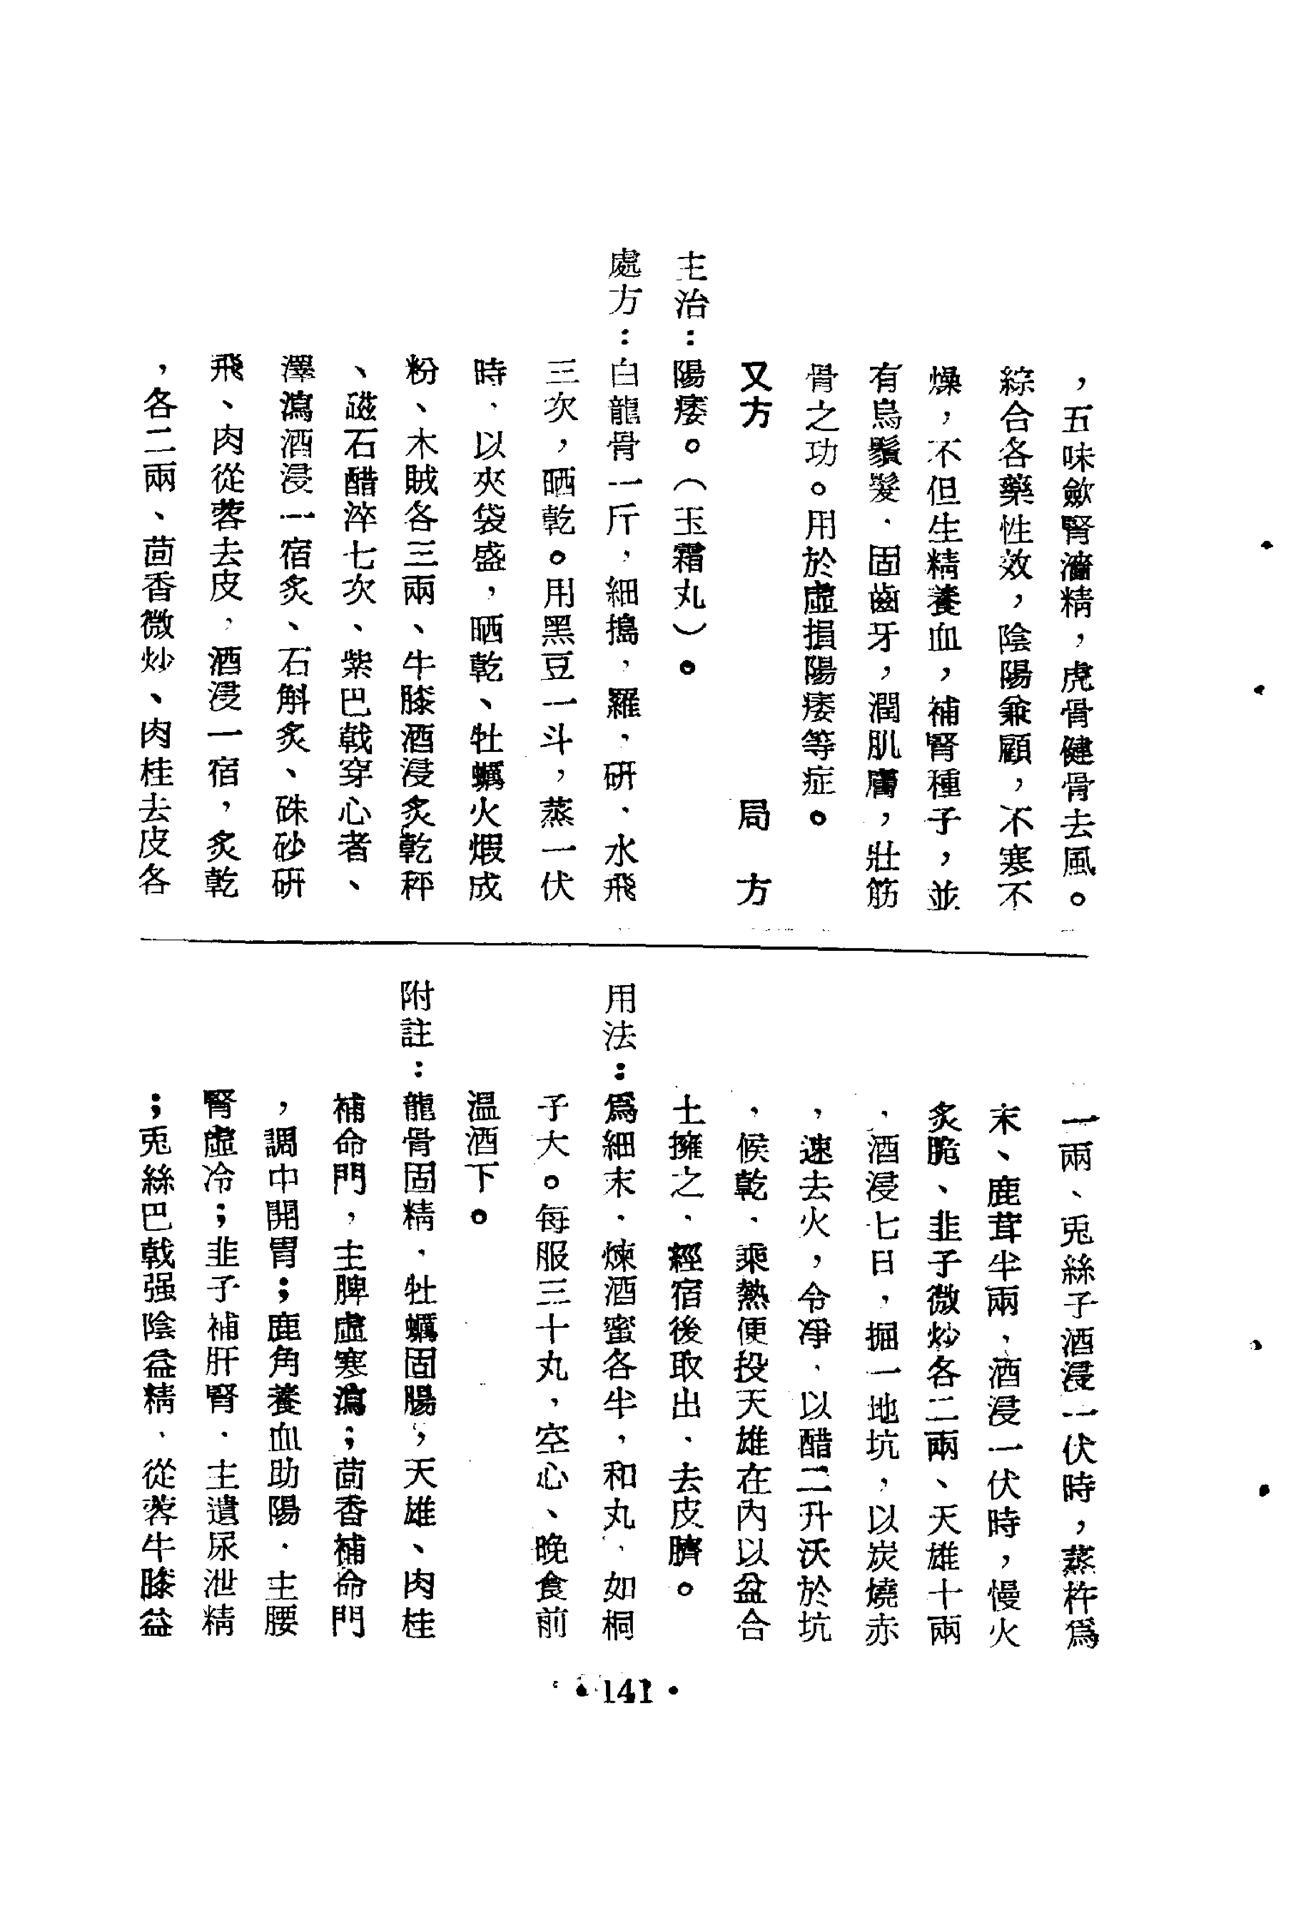 ，五味斂腎濇精，虎骨健骨去風。
綜合各藥性效，陰陽兼顧，不寒不
燥，不但生精養血，補腎種子，並
有烏鬚髮，固齒牙，潤肌膚，壯筋
骨之功。用於虛損陽痿等症。
又方　局方
主治：陽痿。（玉霜丸）。
處方：白龍骨一斤，細搗，羅，研、水飛
三次，晒乾。用黑豆一斗，蒸一伏
時，以夾袋盛，晒乾、牡蠣火煆成
粉、木賊各三兩、牛膝酒浸炙乾秤
、磁石醋淬七次、紫巴戟穿心者、
澤瀉酒浸一宿炙、石斛炙、硃砂研
飛、肉從蓉去皮，酒浸一宿，炙乾
，各二兩、茴香微炒、肉桂去皮各
一兩、兎絲子酒浸一伏時，蒸杵爲
末、鹿茸半兩，酒浸一伏時，慢火
炙脆、韭子微炒各二兩、天雄十兩
，酒浸七日，掘一地坑，以炭燒赤
，速去火，令凈，以醋二升沃於坑
，候乾，乘熱便投天雄在內以盆合
土擁之，經宿後取出，去皮臍。
用法：爲細末，煉酒蜜各半，和丸，如桐
子大。每服三十丸，空心、晚食前
温酒下。
附註：龍骨固精，牡蠣固腸，天雄、肉桂
補命門，主脾虛寒瀉；茴香補命門
，調中開胃；鹿角養血助陽，主腰
腎虛冷；韭子補肝腎，主遺尿泄精
；兎絲巴戟强陰益精，從蓉牛膝益
·141·